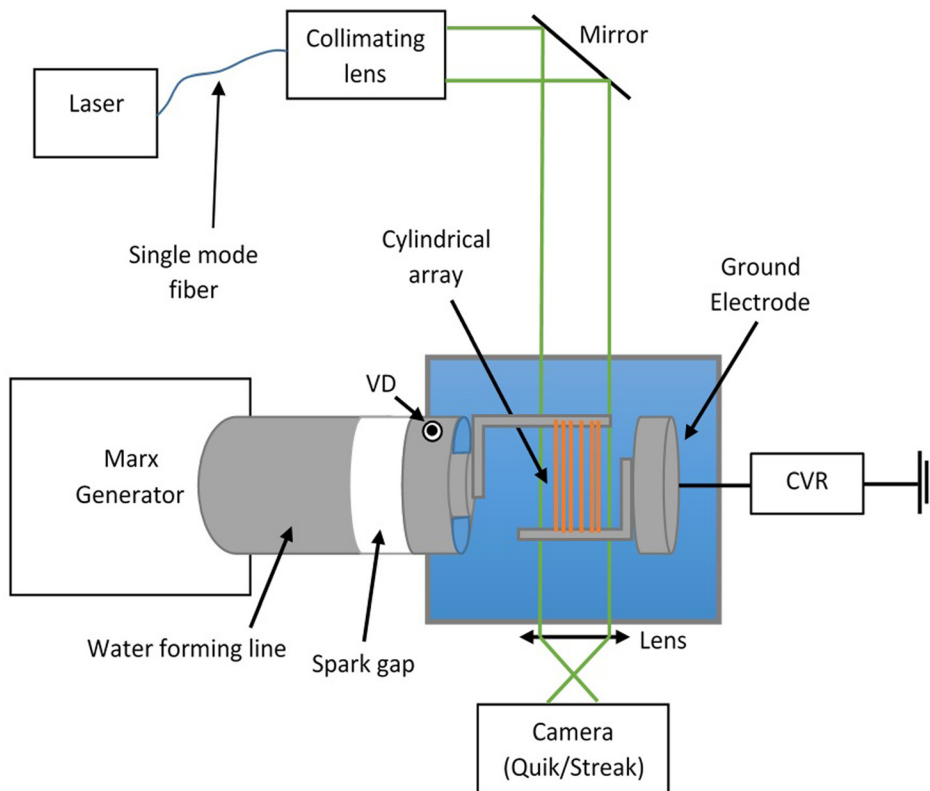 Collimating
lens
Mirror
Laser
Single mode
fiber
Cylindrical
array
Ground
Electrode
VD
Marx
Generator
CVR
Water forming line
Spark gap
Lens
Camera
(Quik/Streak)